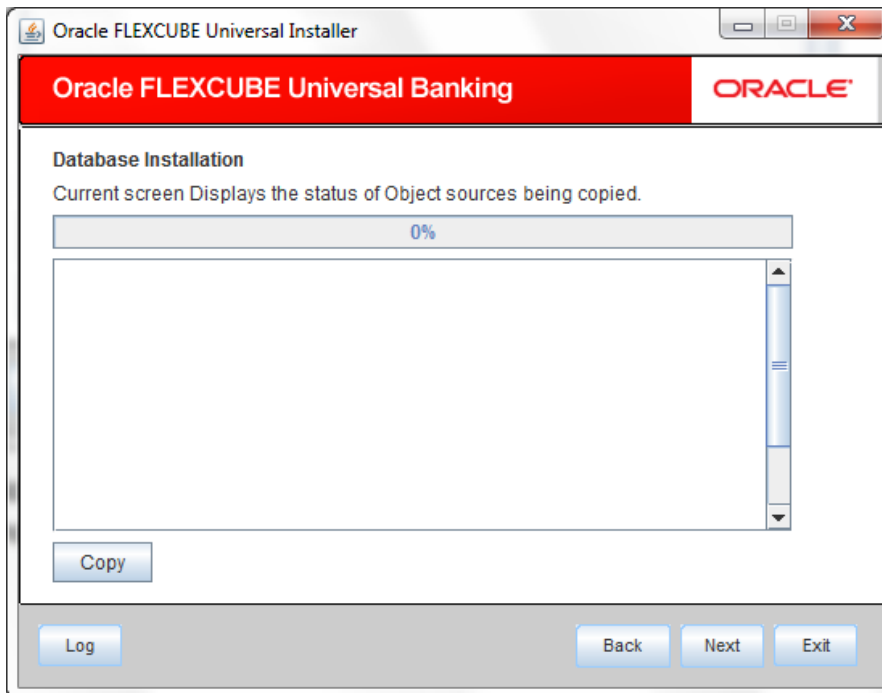 Oracle FLEXCUBE Universal Installer
Oracle FLEXCUBE Universal Banking
ORACLE
Database Installation
Current screen Displays the status of Object sources being copied.
0%
Copy
Log
Back
Next
Exit